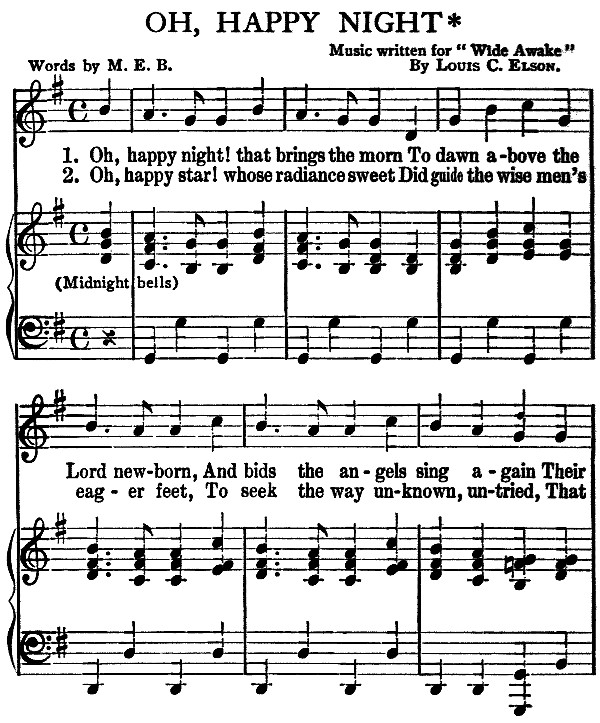 OH, HAPPY NIGHT*
Music written for "Wide Awake"
Words by M. E. B.
By Louis C. Elson.
1. Oh, happy night! that brings the morn To dawn a-bove the
2. Oh, happy star! whose radiance sweet Did guide the wise men's
(Midnight bells)
Lord new-born, And bids the an-gels sing a-gain Their
eag-er feet, To seek the way un-known, un-tried, That